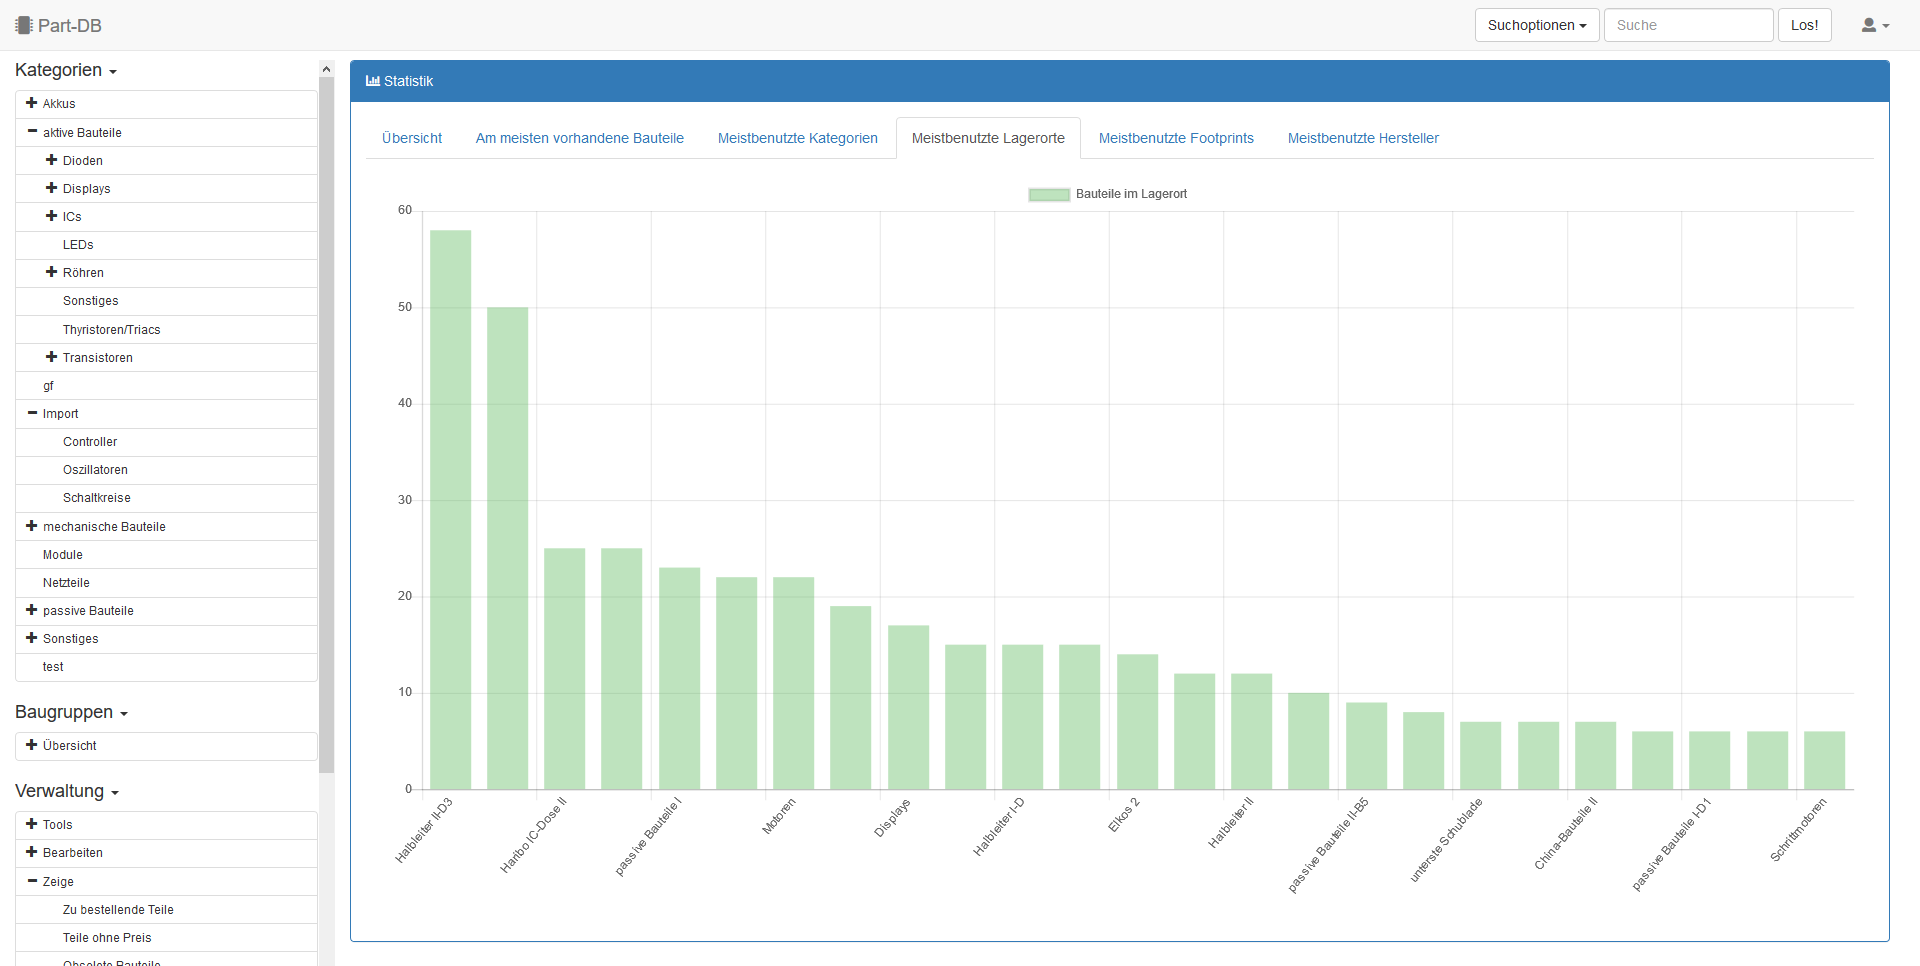 Part-DB
Suchoptionen
Suche
Los!
Kategorien
Akkus
aktive Bauteile
Dioden
Displays
ICs
LEDs
Röhren
Sonstiges
Thyristoren/Triacs
Transistoren
gf
Import
Controller
Oszillatoren
Schaltkreise
mechanische Bauteile
Module
Netzteile
passive Bauteile
Sonstiges
test
Baugruppen
Übersicht
Verwaltung
Tools
Bearbeiten
Zeige
Zu bestellende Teile
Teile ohne Preis
Obsolete Bauteile
Statistik
Übersicht
Am meisten vorhandene Bauteile
Meistbenutzte Kategorien
Meistbenutzte Lagerorte
Meistbenutzte Footprints
Meistbenutzte Hersteller
Bauteile im Lagerort
60
50
40
30
20
10
0
Halbleiter II-D3
Haribo IC-Dose II
passive Bauteile I
Motoren
Displays
Halbleiter I-D
Elkos 2
Halbleiter II
passive Bauteile II-B5
unterste Schublade
China-Bauteile II
passive Bauteile I-D1
Schrittmotoren